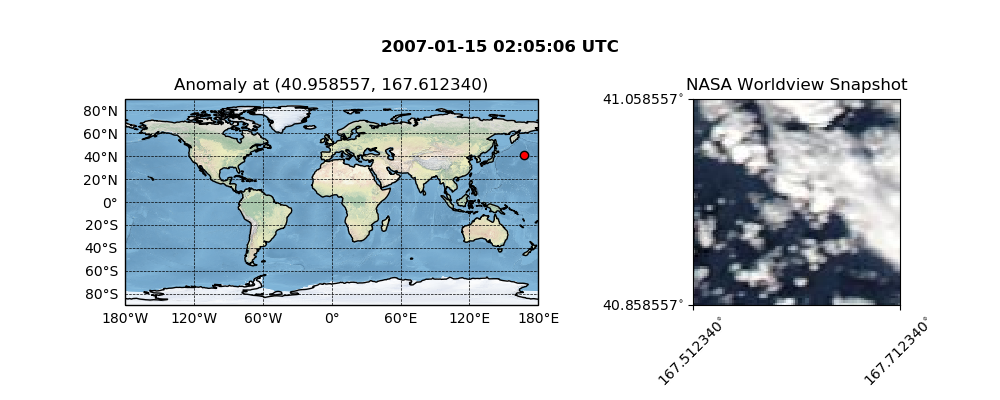 2007-01-15 02:05:06 UTC
Anomaly at (40.958557, 167.612340)
80°N
60°N
40°N
20°N
0°
20°S
40°S
60°S
80°S
180°W 120°W 60°W 0° 60°E 120°E 180°E
NASA Worldview Snapshot
41.058557°
40.858557°
167.512340°
167.712340°